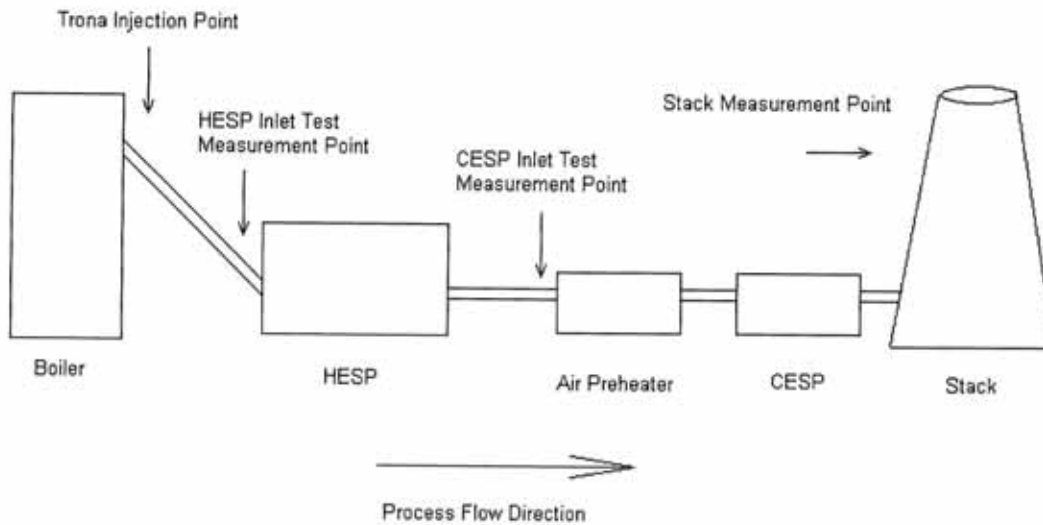 Trona Injection Point
HESP Inlet Test
Measurement Point
CESP Inlet Test
Measurement Point
Stack Measurement Point
Boiler
HESP
Air Preheater
CESP
Stack
Process Flow Direction